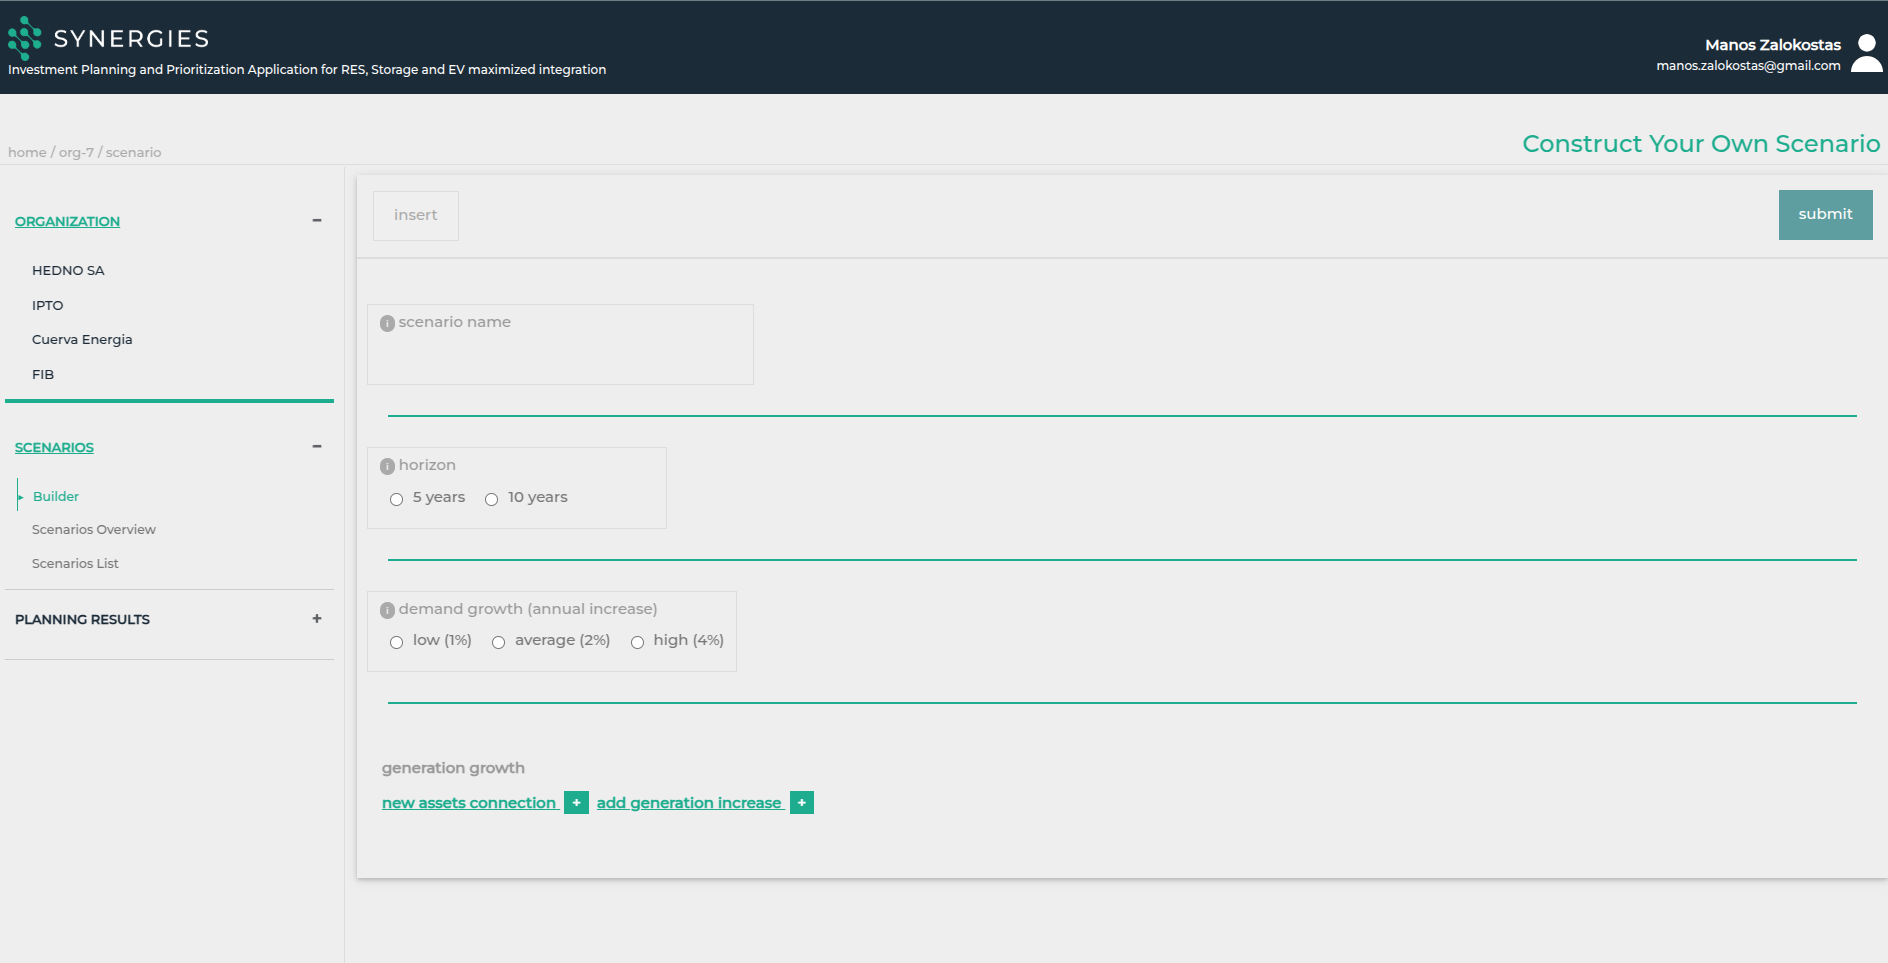 SYNERGIES
Investment Planning and Prioritization Application for RES, Storage and EV maximized integration
Manos Zalokostas
manos.zalokostas@gmail.com
home / org-7 / scenario
Construct Your Own Scenario
ORGANIZATION −
HEDNO SA
IPTO
Cuerva Energia
FIB
SCENARIOS −
Builder
Scenarios Overview
Scenarios List
PLANNING RESULTS +
insert
submit
i scenario name
i horizon
5 years 10 years
i demand growth (annual increase)
low (1%) average (2%) high (4%)
generation growth
new assets connection + add generation increase +